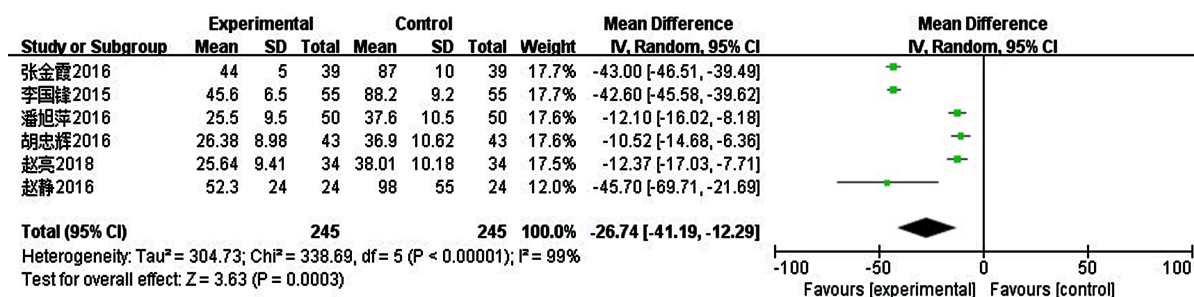 Experimental Control Mean Difference Mean Difference
Study or Subgroup Mean SD Total Mean SD Total Weight IV, Random, 95% CI IV, Random, 95% CI
张金霞2016 44 5 39 87 10 39 17.7% -43.00 [-46.51, -39.49]
李国锋2015 45.6 6.5 55 88.2 9.2 55 17.7% -42.60 [-45.58, -39.62]
潘旭萍2016 25.5 9.5 50 37.6 10.5 50 17.6% -12.10 [-16.02, -8.18]
胡忠辉2016 26.38 8.98 43 36.9 10.62 43 17.6% -10.52 [-14.68, -6.36]
赵亮2018 25.64 9.41 34 38.01 10.18 34 17.5% -12.37 [-17.03, -7.71]
赵静2016 52.3 24 24 98 55 24 12.0% -45.70 [-69.71, -21.69]
Total (95% CI) 245 245 100.0% -26.74 [-41.19, -12.29]
Heterogeneity: Tau² = 304.73; Chi² = 338.69, df = 5 (P < 0.00001); I² = 99%
Test for overall effect: Z = 3.63 (P = 0.0003)
-100 -50 0 50 100
Favours [experimental] Favours [control]